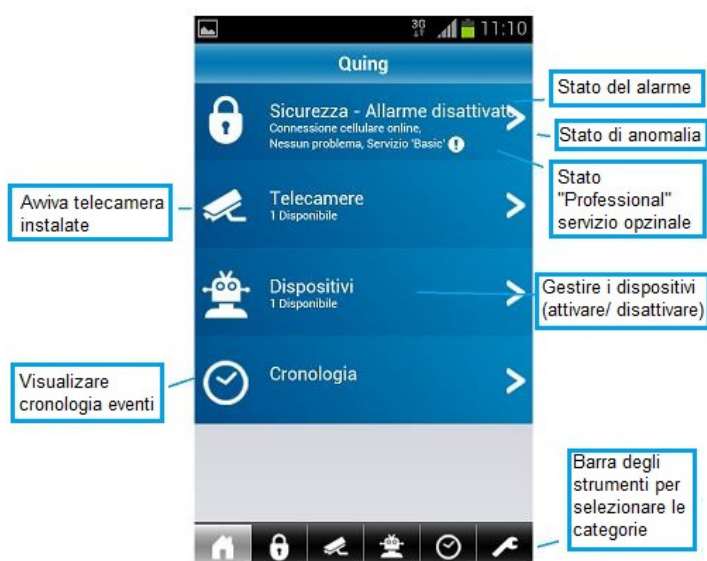 3G 11:10
Quing
Sicurezza - Allarme disattivato
Connessione cellulare online,
Nessun problema, Servizio 'Basic'
Telecamere
1 Disponibile
Dispositivi
1 Disponibile
Cronologia
Stato del alarme
Stato di anomalia
Stato
"Professional"
servizio opzinale
Avviva telecamera
instalate
Gestire i dispositivi
(attivare/ disattivare)
Visualizare
cronologia eventi
Barra degli
strumenti per
selezionare le
categorie